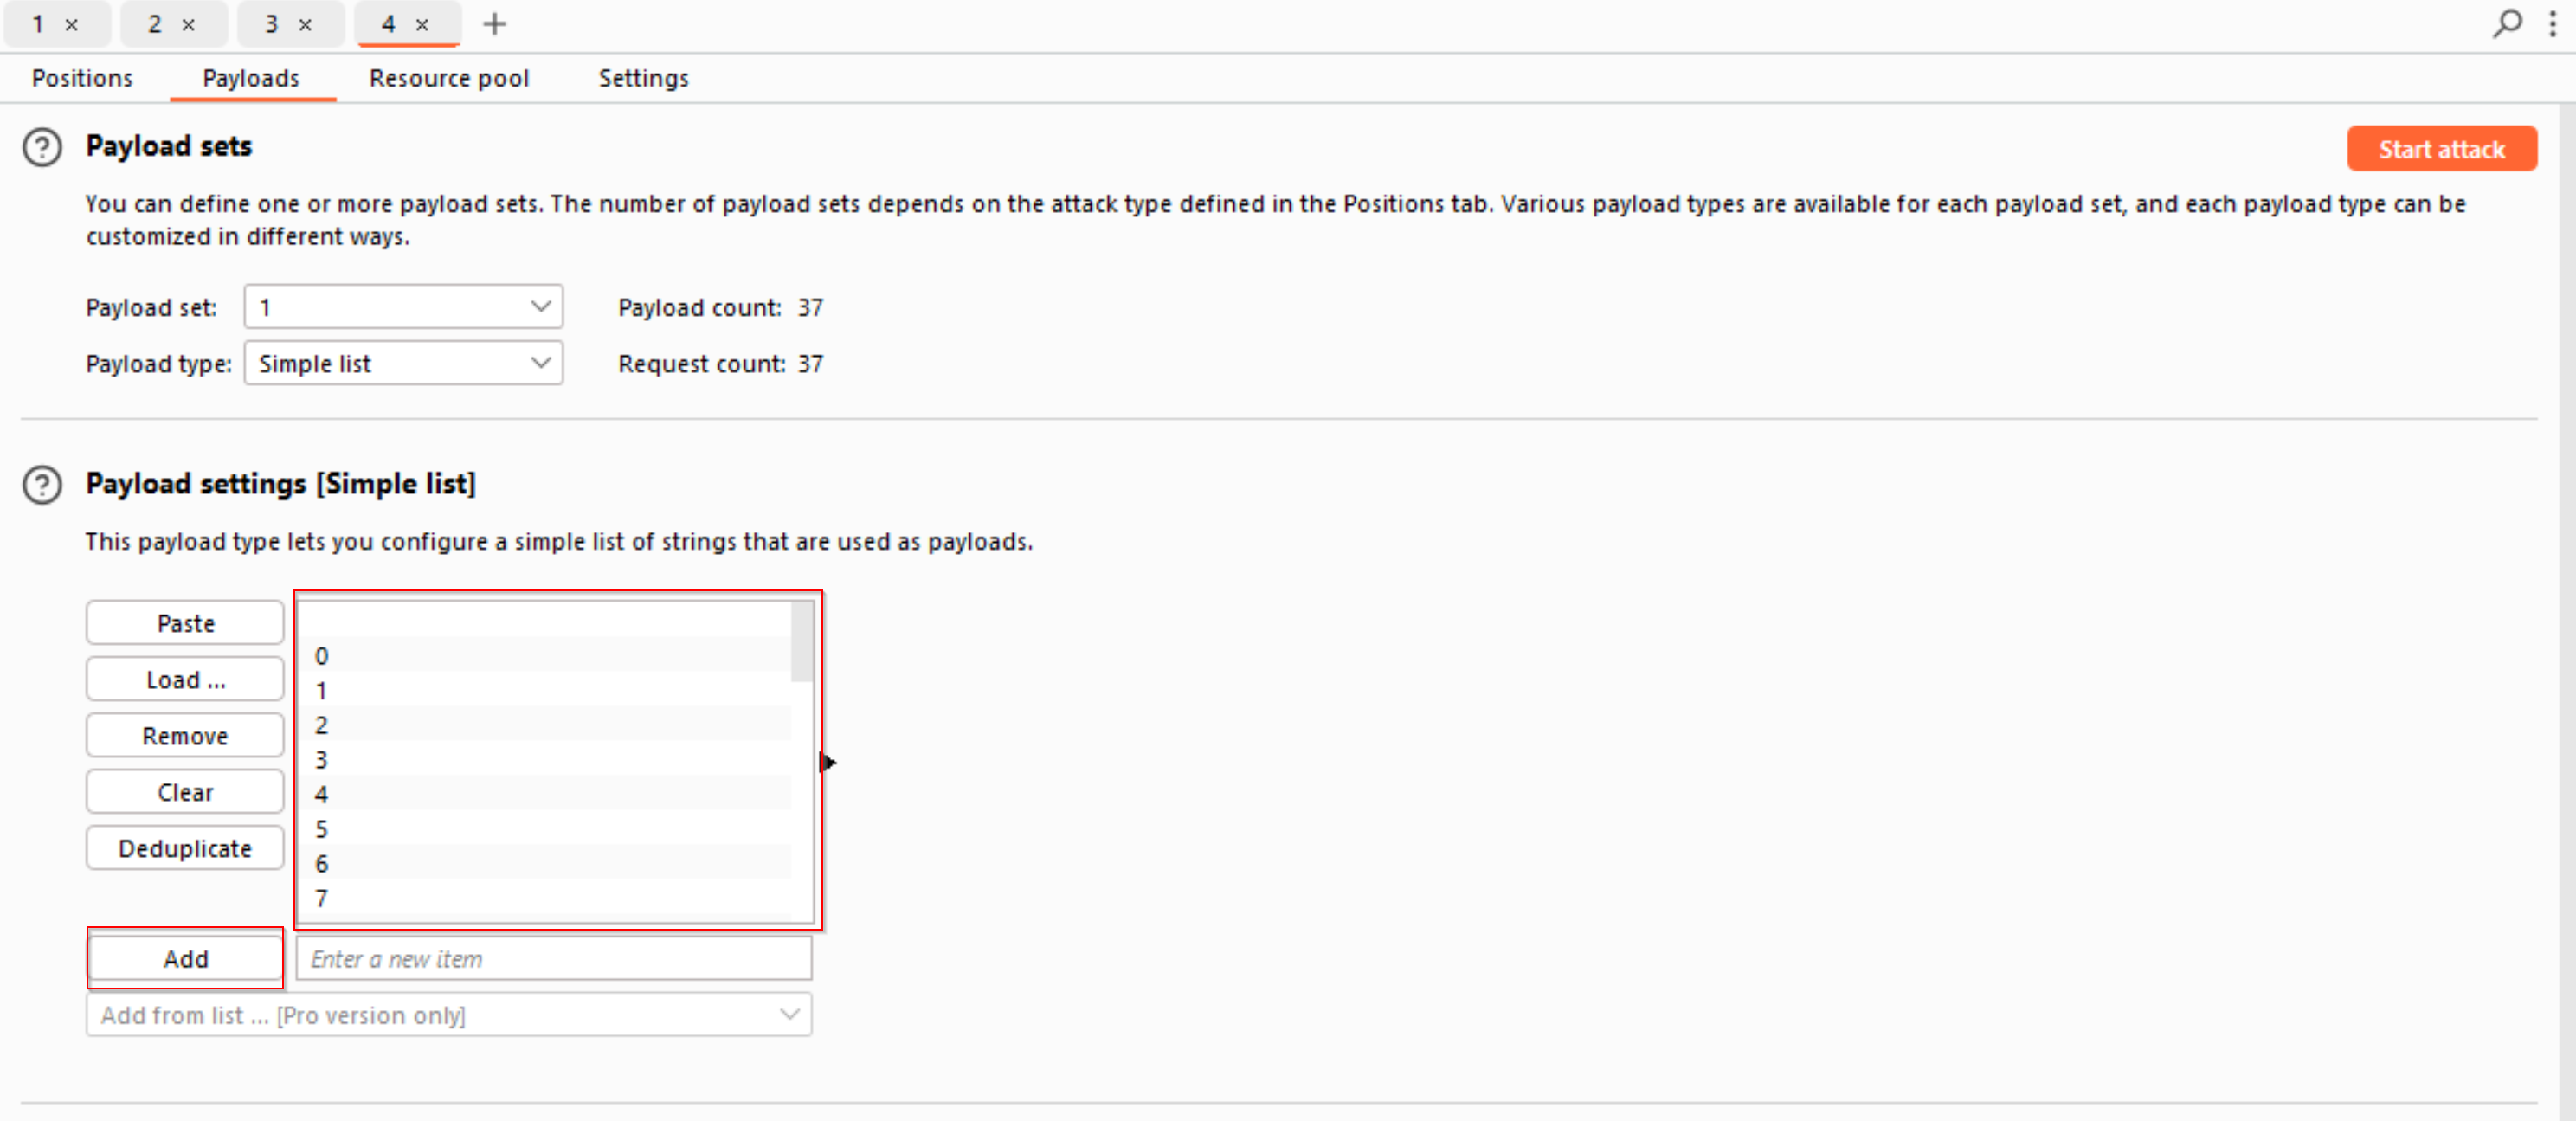 1 × 2 × 3 × 4 × +
Positions Payloads Resource pool Settings
Payload sets
Start attack
You can define one or more payload sets. The number of payload sets depends on the attack type defined in the Positions tab. Various payload types are available for each payload set, and each payload type can be
customized in different ways.
Payload set: 1 Payload count: 37
Payload type: Simple list Request count: 37
Payload settings [Simple list]
This payload type lets you configure a simple list of strings that are used as payloads.
Paste
Load ...
Remove
Clear
Deduplicate
0
1
2
3
4
5
6
7
Add Enter a new item
Add from list ... [Pro version only]